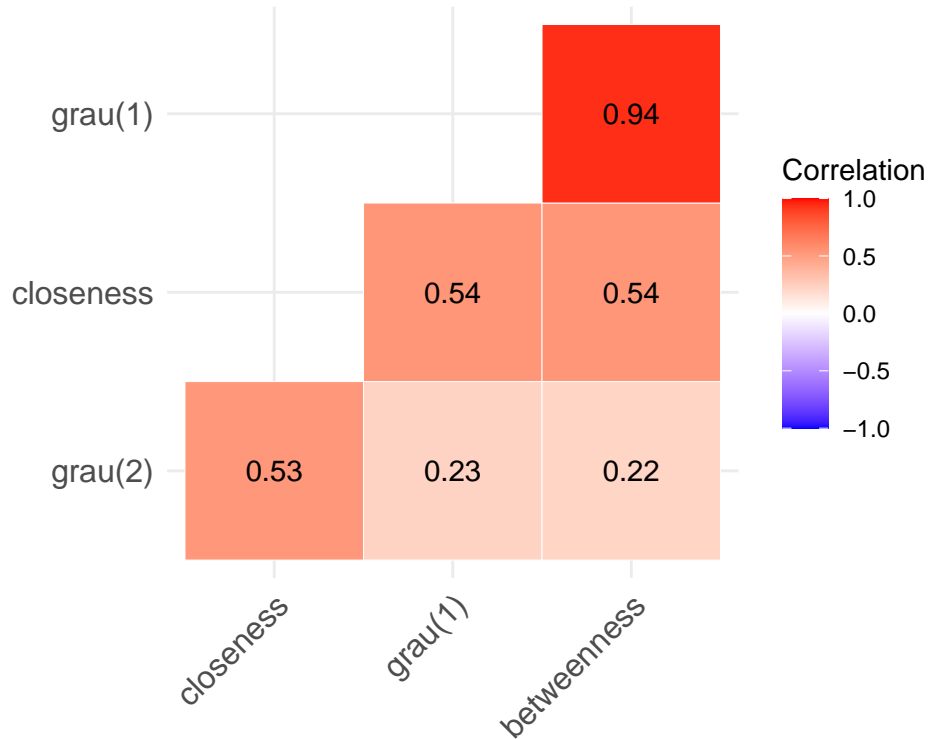 grau(1)
0.94
closeness
0.54
0.54
grau(2)
0.53
0.23
0.22
closeness
grau(1)
betweenness
Correlation
1.0
0.5
0.0
−0.5
−1.0